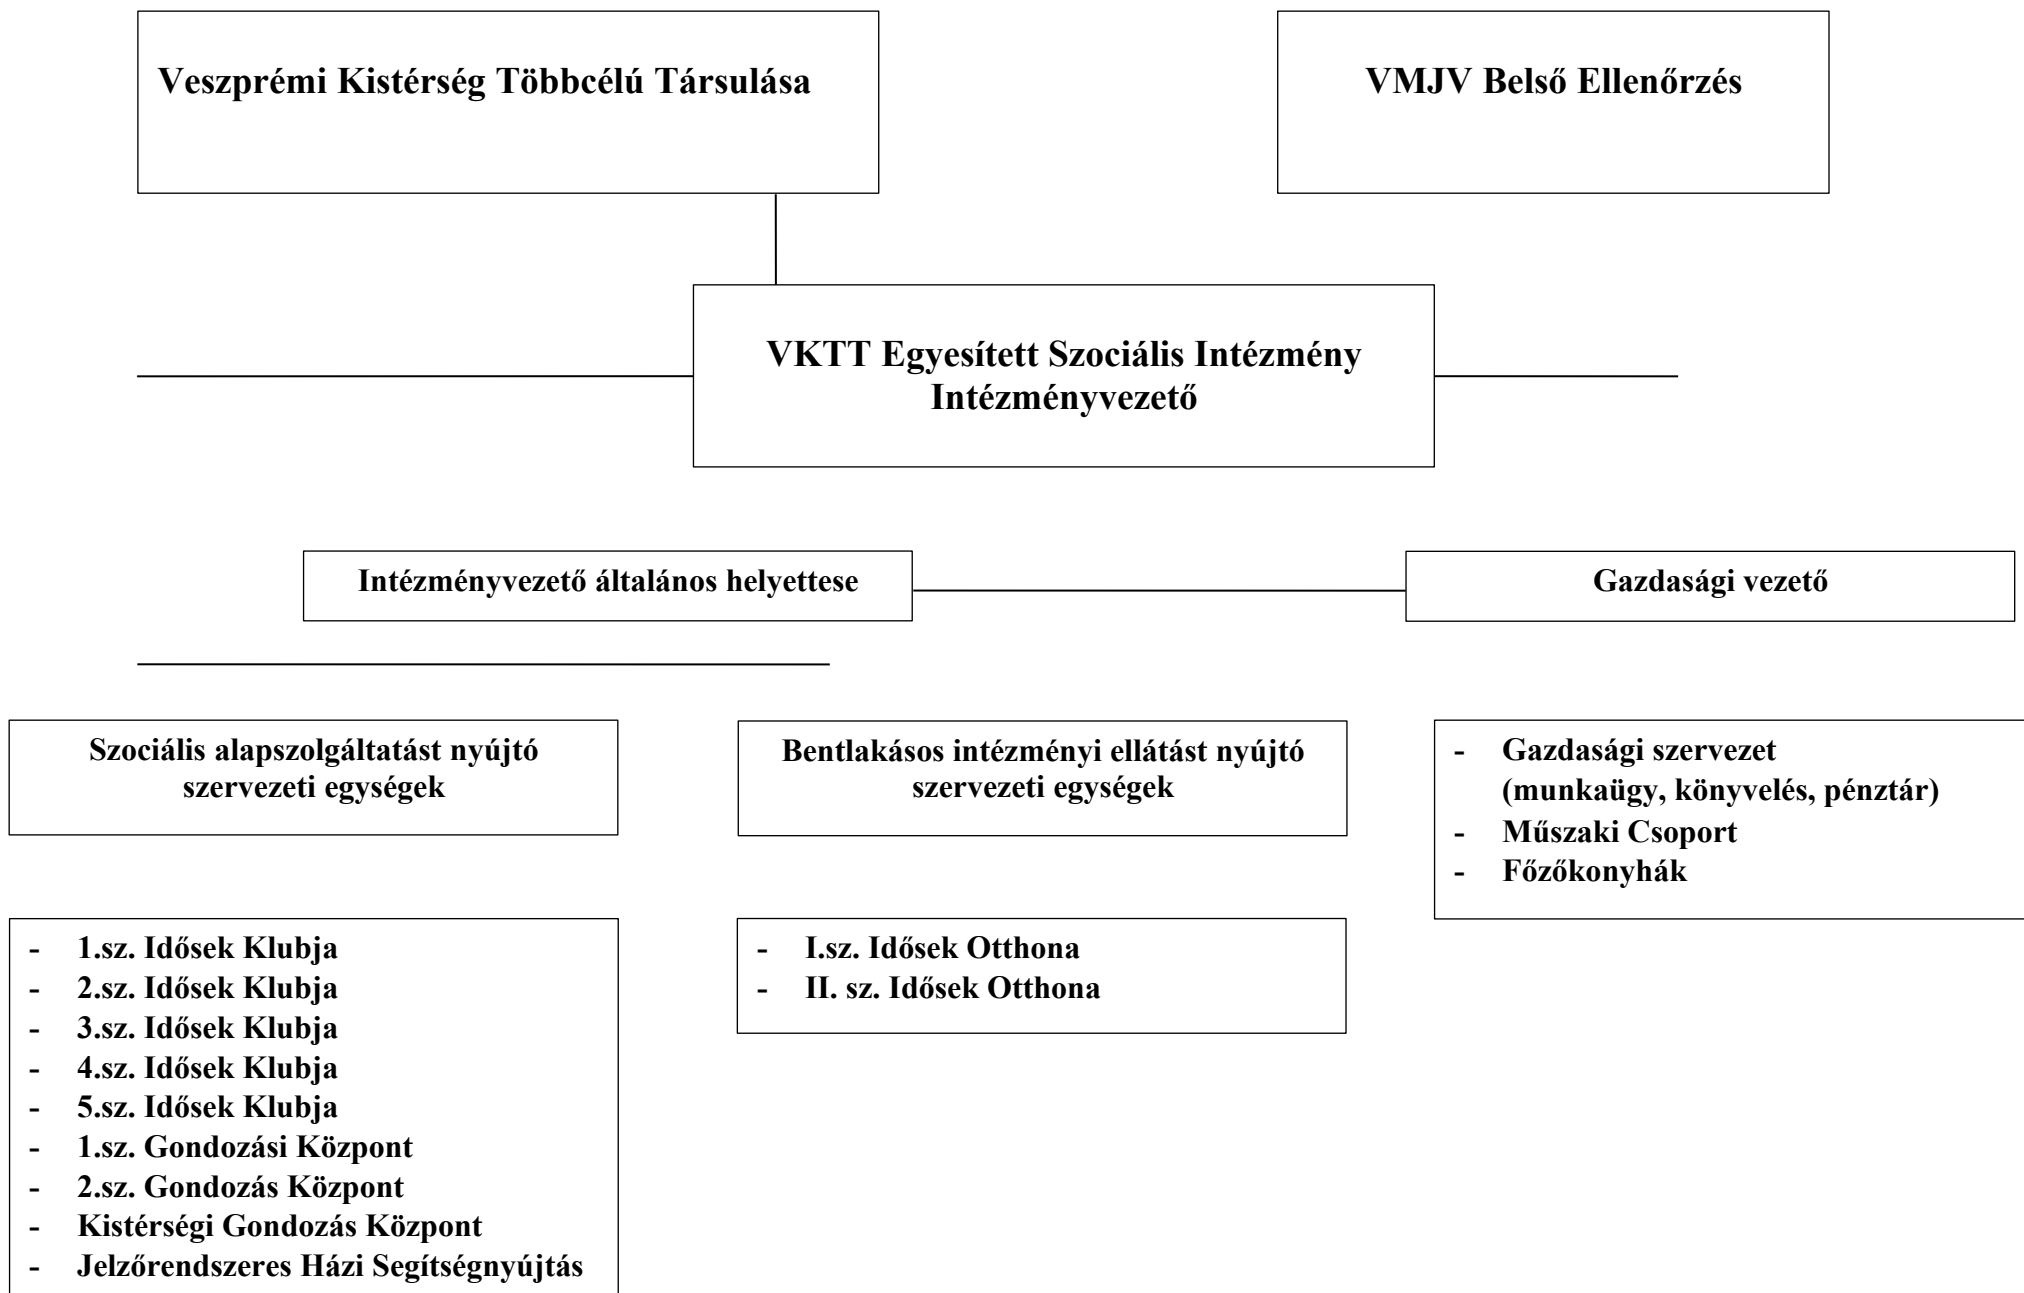 Veszprémi Kistérség Többcélú Társulása
VMJV Belső Ellenőrzés
VKTT Egyesített Szociális Intézmény
Intézményvezető
Intézményvezető általános helyettese
Gazdasági vezető
Szociális alapszolgáltatást nyújtó
szervezeti egységek
Bentlakásos intézményi ellátást nyújtó
szervezeti egységek
- Gazdasági szervezet
(munkaügy, könyvelés, pénztár)
- Műszaki Csoport
- Főzőkonyhák
- 1.sz. Idősek Klubja
- 2.sz. Idősek Klubja
- 3.sz. Idősek Klubja
- 4.sz. Idősek Klubja
- 5.sz. Idősek Klubja
- 1.sz. Gondozási Központ
- 2.sz. Gondozás Központ
- Kistérségi Gondozás Központ
- Jelzőrendszeres Házi Segítségnyújtás
- I.sz. Idősek Otthona
- II. sz. Idősek Otthona